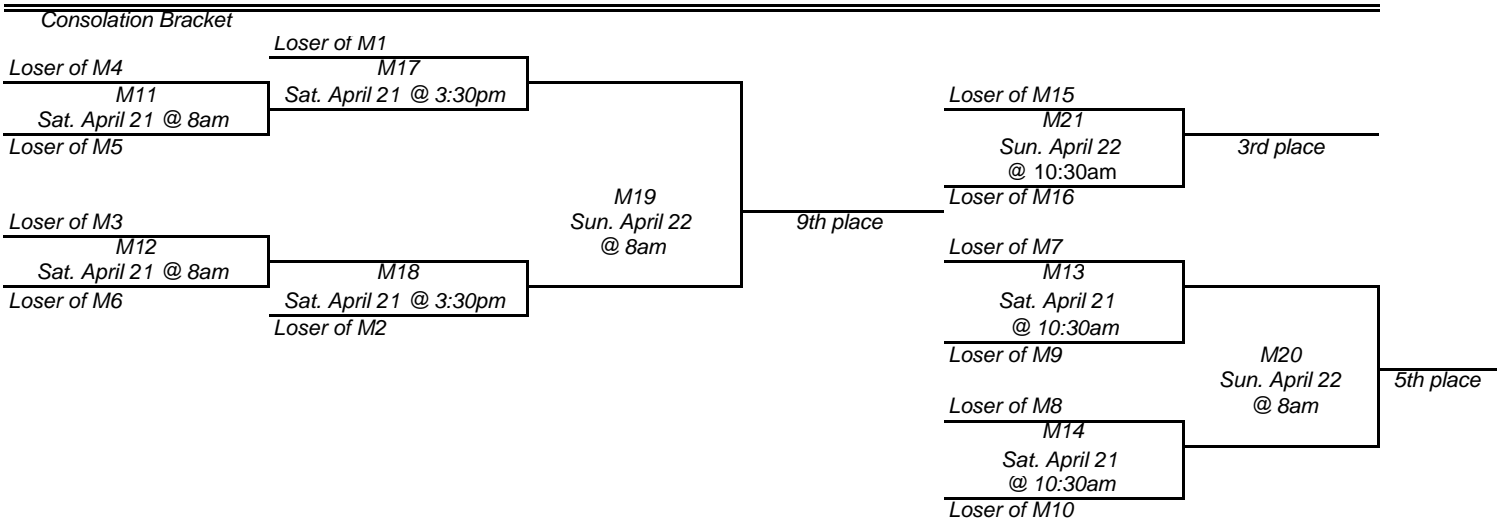 Consolation Bracket
Loser of M1
Loser of M4
M17
M11
Sat. April 21 @ 3:30pm
Sat. April 21 @ 8am
Loser of M5
Loser of M3
M12
Sat. April 21 @ 8am
M18
Loser of M6
Sat. April 21 @ 3:30pm
Loser of M2
M19
Sun. April 22
@ 8am
9th place
Loser of M15
M21
Sun. April 22
@ 10:30am
3rd place
Loser of M16
Loser of M7
M13
Sat. April 21
@ 10:30am
Loser of M9
M20
Sun. April 22
@ 8am
5th place
Loser of M8
M14
Sat. April 21
@ 10:30am
Loser of M10